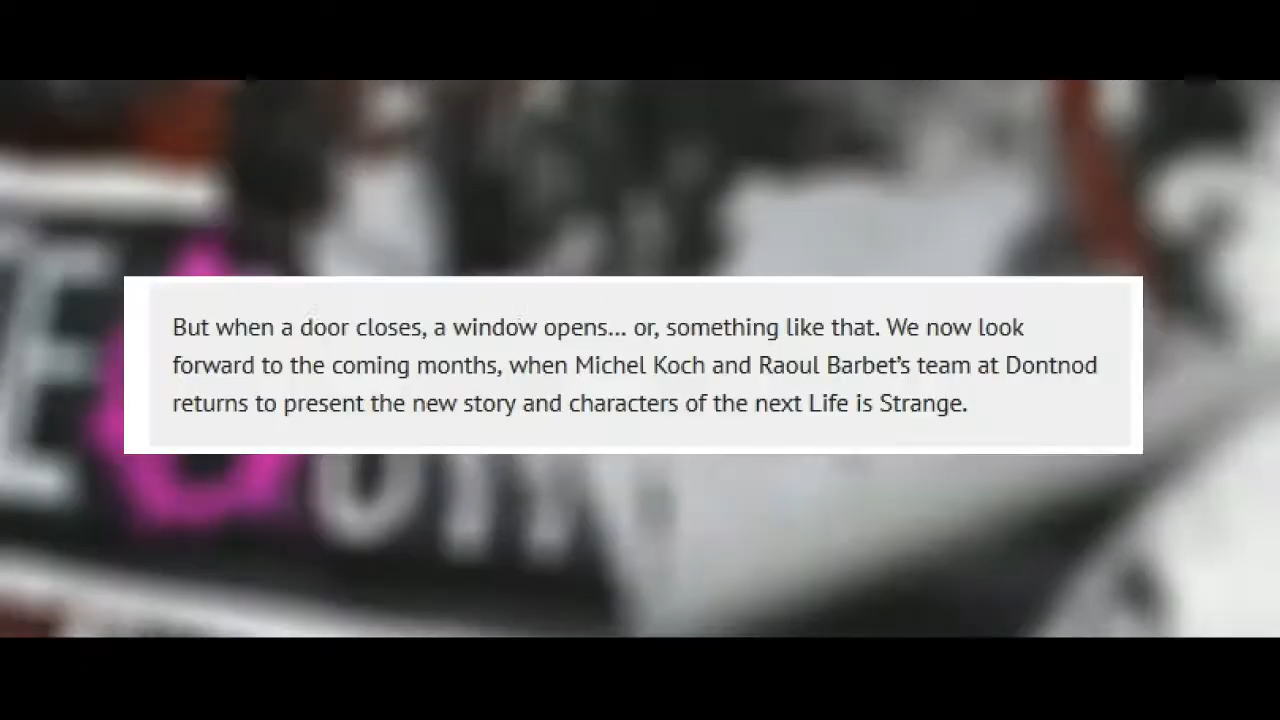 But when a door closes, a window opens... or, something like that. We now look
forward to the coming months, when Michel Koch and Raoul Barbet’s team at Dontnod
returns to present the new story and characters of the next Life is Strange.